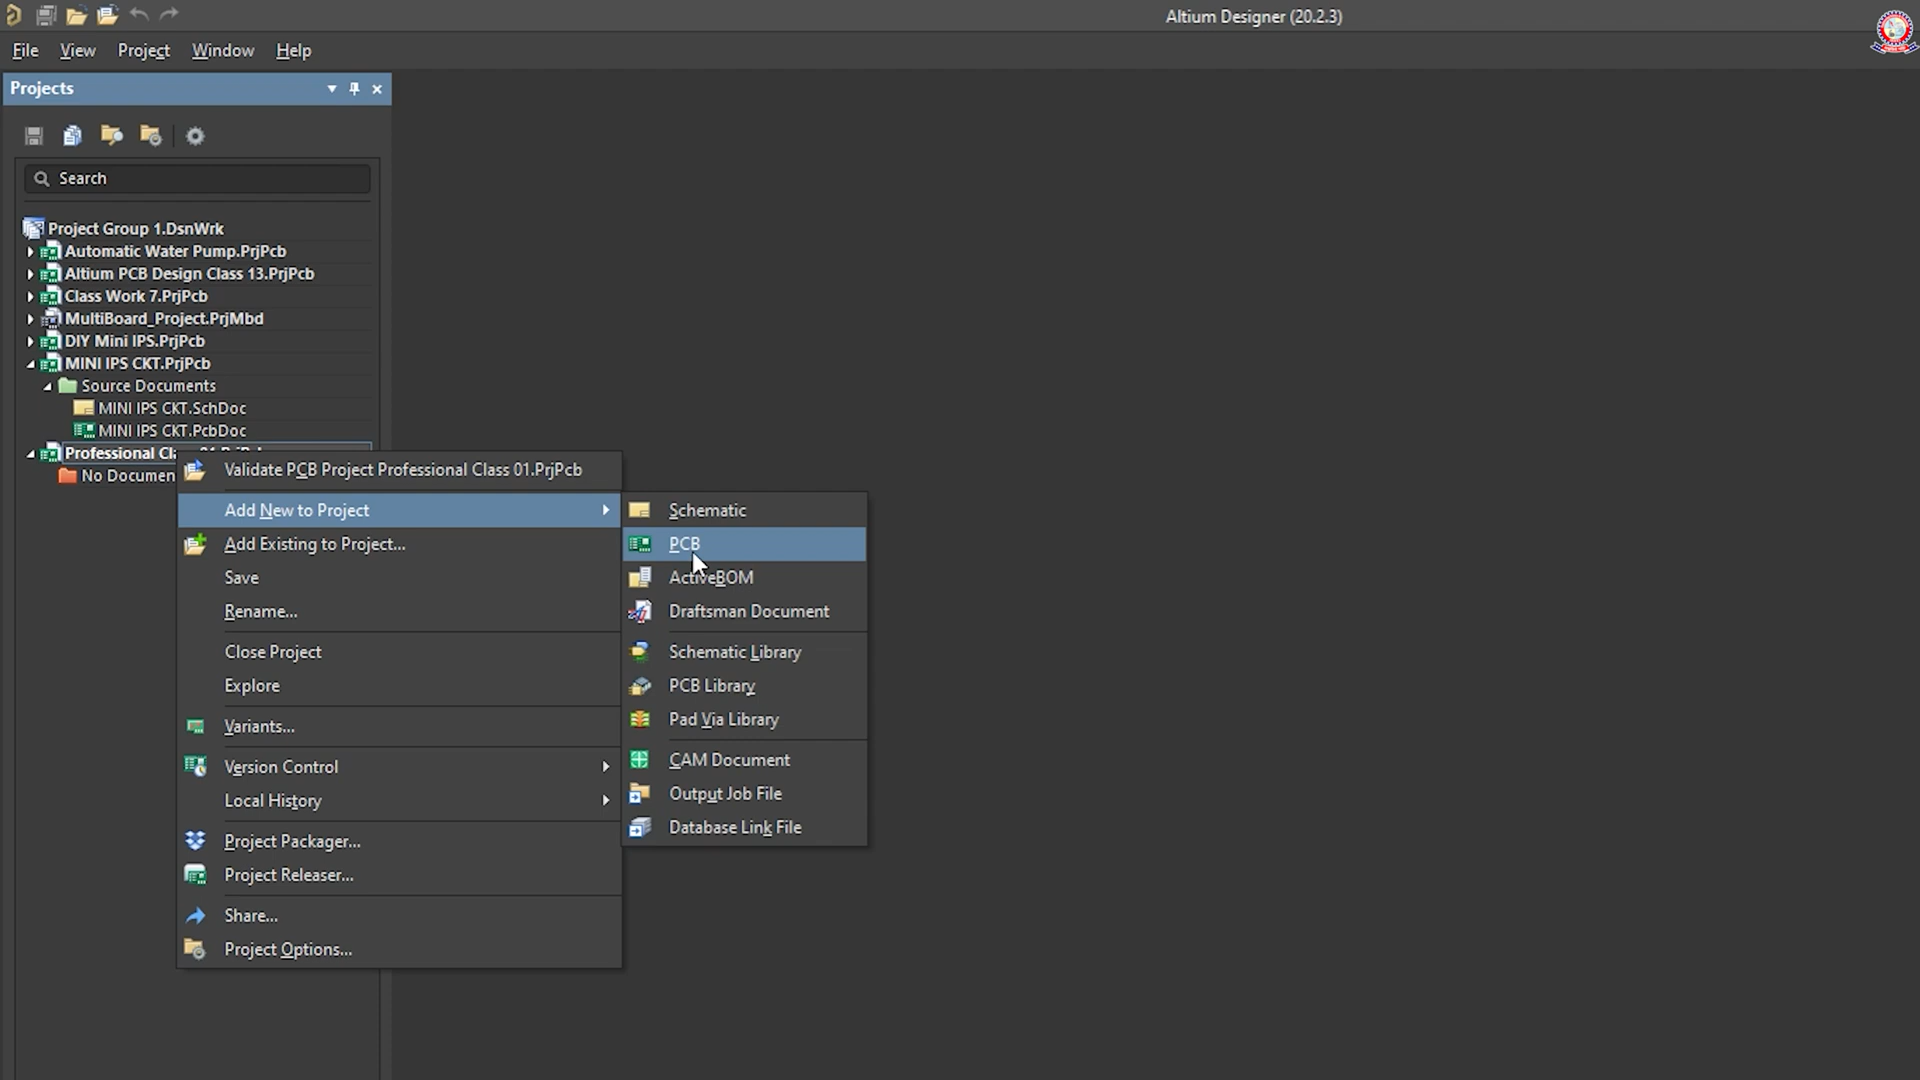 Altium Designer (20.2.3)
File View Project Window Help
Projects
Search
Project Group 1.DsnWrk
Automatic Water Pump.PrjPcb
Altium PCB Design Class 13.PrjPcb
Class Work 7.PrjPcb
MultiBoard_Project.PrjMbd
DIY Mini IPS.PrjPcb
MINI IPS CKT.PrjPcb
Source Documents
MINI IPS CKT.SchDoc
MINI IPS CKT.PcbDoc
Professional
No Documen
Validate PCB Project Professional Class 01.PrjPcb
Add New to Project
Add Existing to Project...
Save
Rename...
Close Project
Explore
Variants...
Version Control
Local History
Project Packager...
Project Releaser...
Share...
Project Options...
Schematic
PCB
ActiveBOM
Draftsman Document
Schematic Library
PCB Library
Pad Via Library
CAM Document
Output Job File
Database Link File